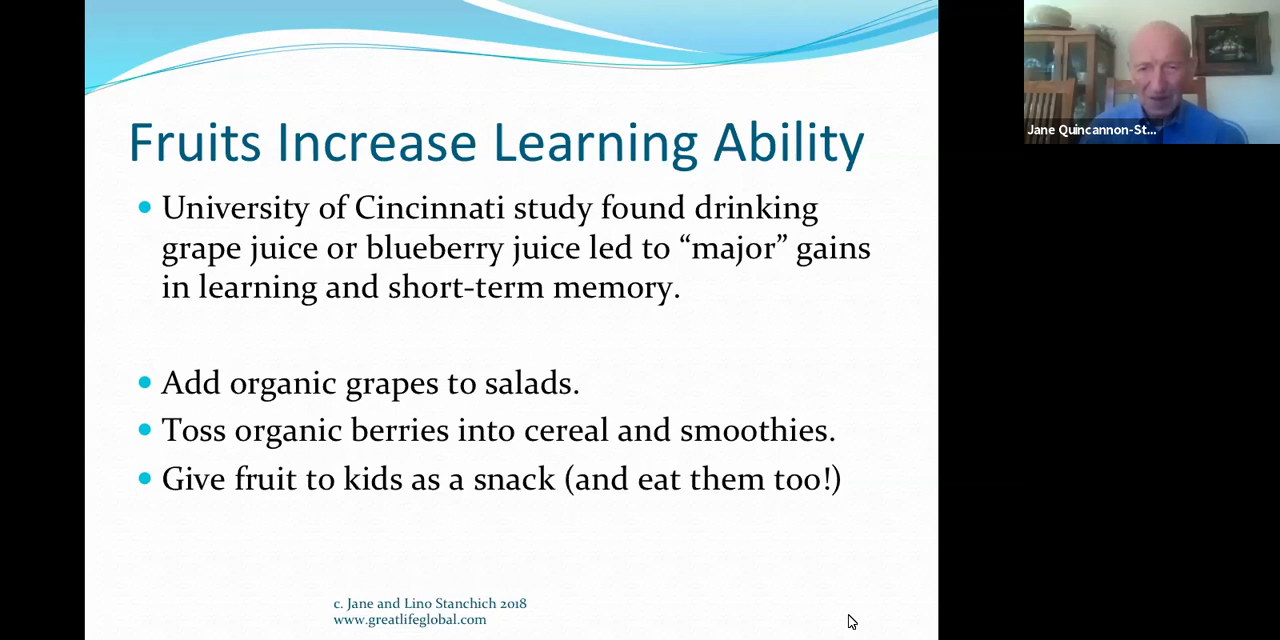 Fruits Increase Learning Ability
University of Cincinnati study found drinking
grape juice or blueberry juice led to “major” gains
in learning and short-term memory.
Add organic grapes to salads.
Toss organic berries into cereal and smoothies.
Give fruit to kids as a snack (and eat them too!)
c. Jane and Lino Stanchich 2018
www.greatlifeglobal.com
Jane Quincannon-St...